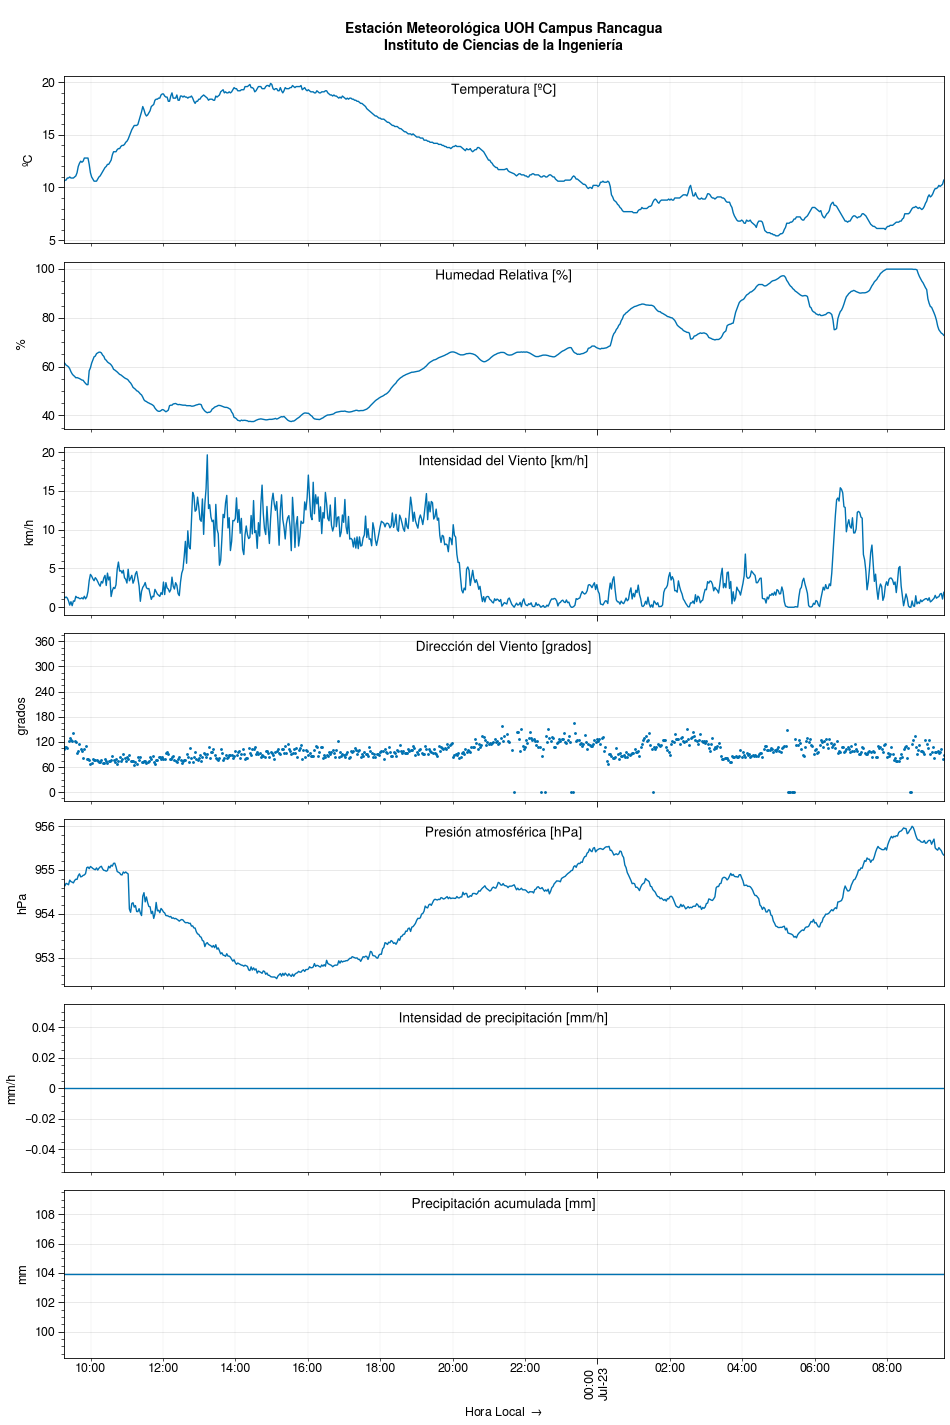 Estación Meteorológica UOH Campus Rancagua
Instituto de Ciencias de la Ingeniería
Temperatura [ºC]
20
15
10
5
ºC
Humedad Relativa [%]
100
80
60
40
%
Intensidad del Viento [km/h]
20
15
10
5
0
km/h
Dirección del Viento [grados]
360
300
240
180
120
60
0
grados
Presión atmosférica [hPa]
956
955
954
953
hPa
Intensidad de precipitación [mm/h]
0.04
0.02
0
−0.02
−0.04
mm/h
Precipitación acumulada [mm]
108
106
104
102
100
mm
10:00 12:00 14:00 16:00 18:00 20:00 22:00 00:00 02:00 04:00 06:00 08:00
Jul-23
Hora Local →